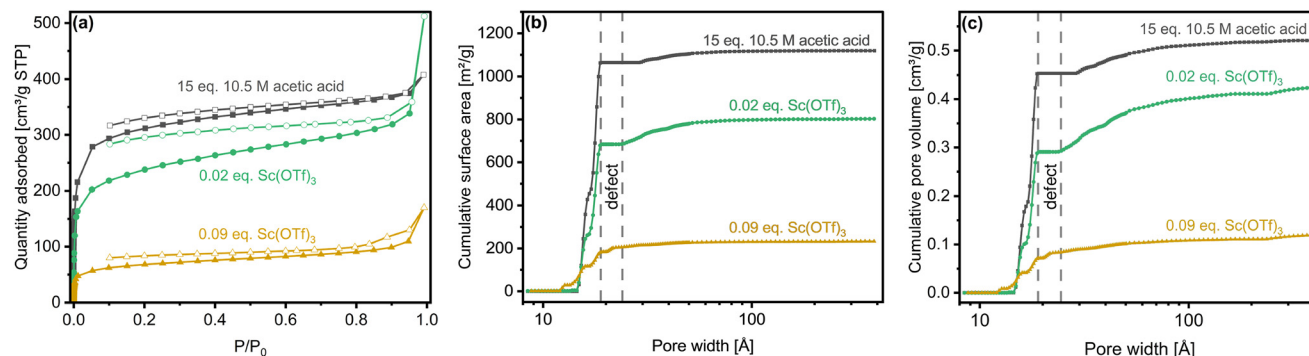 (a)
Quantity adsorbed [cm³/g STP]
500
400
300
200
100
0
15 eq. 10.5 M acetic acid
0.02 eq. Sc(OTf)₃
0.09 eq. Sc(OTf)₃
0.0 0.2 0.4 0.6 0.8 1.0
P/P₀
(b)
Cumulative surface area [m²/g]
1200
1000
800
600
400
200
0
15 eq. 10.5 M acetic acid
0.02 eq. Sc(OTf)₃
defect
0.09 eq. Sc(OTf)₃
10 100
Pore width [Å]
(c)
Cumulative pore volume [cm³/g]
0.5
0.4
0.3
0.2
0.1
0.0
15 eq. 10.5 M acetic acid
0.02 eq. Sc(OTf)₃
defect
0.09 eq. Sc(OTf)₃
10 100
Pore width [Å]